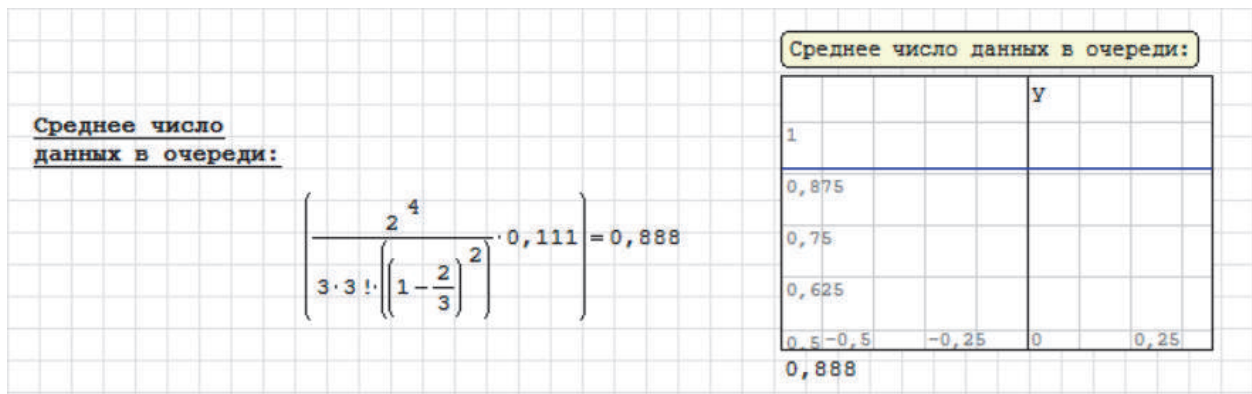 Среднее число
данных в очереди:
(2^4/(3·3!·((1-2/3)^2))·0,111)=0,888
Среднее число данных в очереди:
y
1
0,875
0,75
0,625
0,5 -0,5 -0,25 0 0,25
0,888